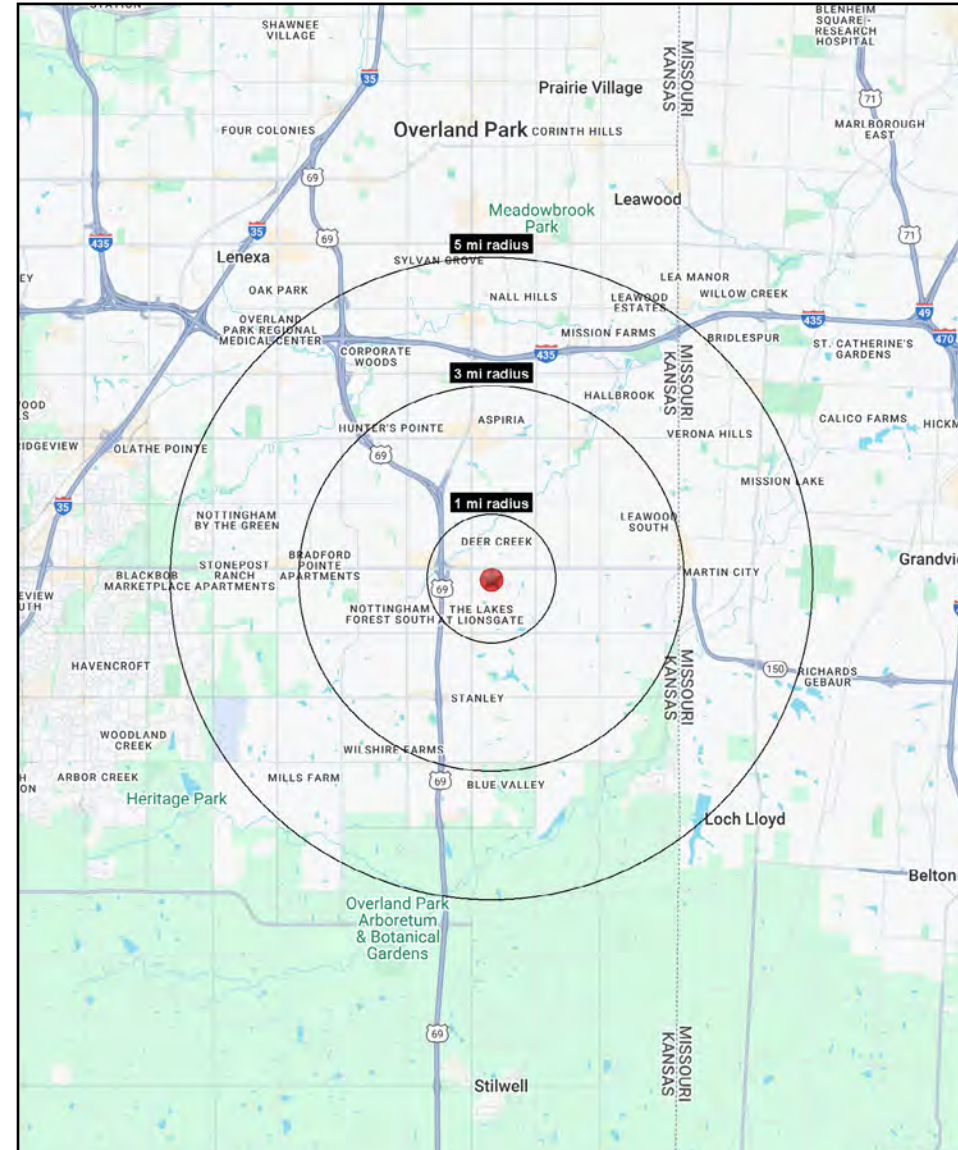 STATION
SHAWNEE
VILLAGE
BLENHEIM
SQUARE -
RESEARCH
HOSPITAL
MISSOURI
KANSAS
35
Prairie Village
71
FOUR COLONIES
Overland Park
CORINTH HILLS
MARLBOROUGH
EAST
69
Leawood
Meadowbrook
Park
435
35
69
71
5 mi radius
Lenexa
SYLVAN GROVE
LEA MANOR
OAK PARK
NALL HILLS
LEAWOOD
ESTATES
WILLOW CREEK
49
OVERLAND
PARK REGIONAL
MEDICAL CENTER
MISSION FARMS
435
BRIDLESPUR
470
CORPORATE
WOODS
435
MISSOURI
KANSAS
ST. CATHERINE'S
GARDENS
3 mi radius
HALLBROOK
WOOD
S
ASPIRIA
CALICO FARMS
HICKM
HUNTER'S POINTE
RIDGEVIEW
OLATHE POINTE
69
VERONA HILLS
MISSION LAKE
35
1 mi radius
NOTTINGHAM
BY THE GREEN
LEAWOOD
SOUTH
DEER CREEK
Grandvi
BRADFORD
POINTE
APARTMENTS
STONEPOST
RANCH
APARTMENTS
BLACKBOB
MARKETPLACE
MARTIN CITY
69
EVIEW
UTH
NOTTINGHAM
FOREST SOUTH
THE LAKES
AT LIONSGATE
HAVENCROFT
MISSOURI
KANSAS
150
RICHARDS
GEBAUR
STANLEY
WOODLAND
CREEK
WILSHIRE FARMS
H
ON
ARBOR CREEK
MILLS FARM
69
BLUE VALLEY
Heritage Park
Loch Lloyd
Belton
Overland Park
Arboretum
& Botanical
Gardens
69
MISSOURI
KANSAS
Stilwell